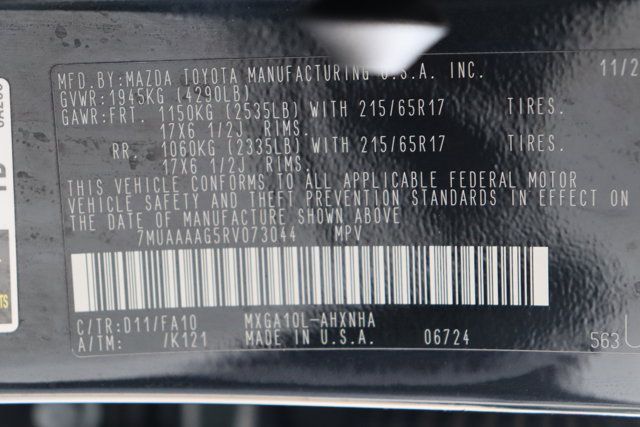 MFD.BY:MAZDA TOYOTA MANUFACTURING U.S.A. INC. 11/2
GVWR:1945KG (4290LB)
GAWR:FRT. 1150KG (2535LB) WITH 215/65R17 TIRES.
17X6 1/2J RIMS.
RR. 1060KG (2335LB) WITH 215/65R17 TIRES.
17X6 1/2J RIMS.
THIS VEHICLE CONFORMS TO ALL APPLICABLE FEDERAL MOTOR
VEHICLE SAFETY AND THEFT PREVENTION STANDARDS IN EFFECT ON
THE DATE OF MANUFACTURE SHOWN ABOVE
7MUAAAAG5RV073044 MPV
C/TR:D11/FA10 MXGA10L-AHXNHA
A/TM: /K121 MADE IN U.S.A. 06724 563